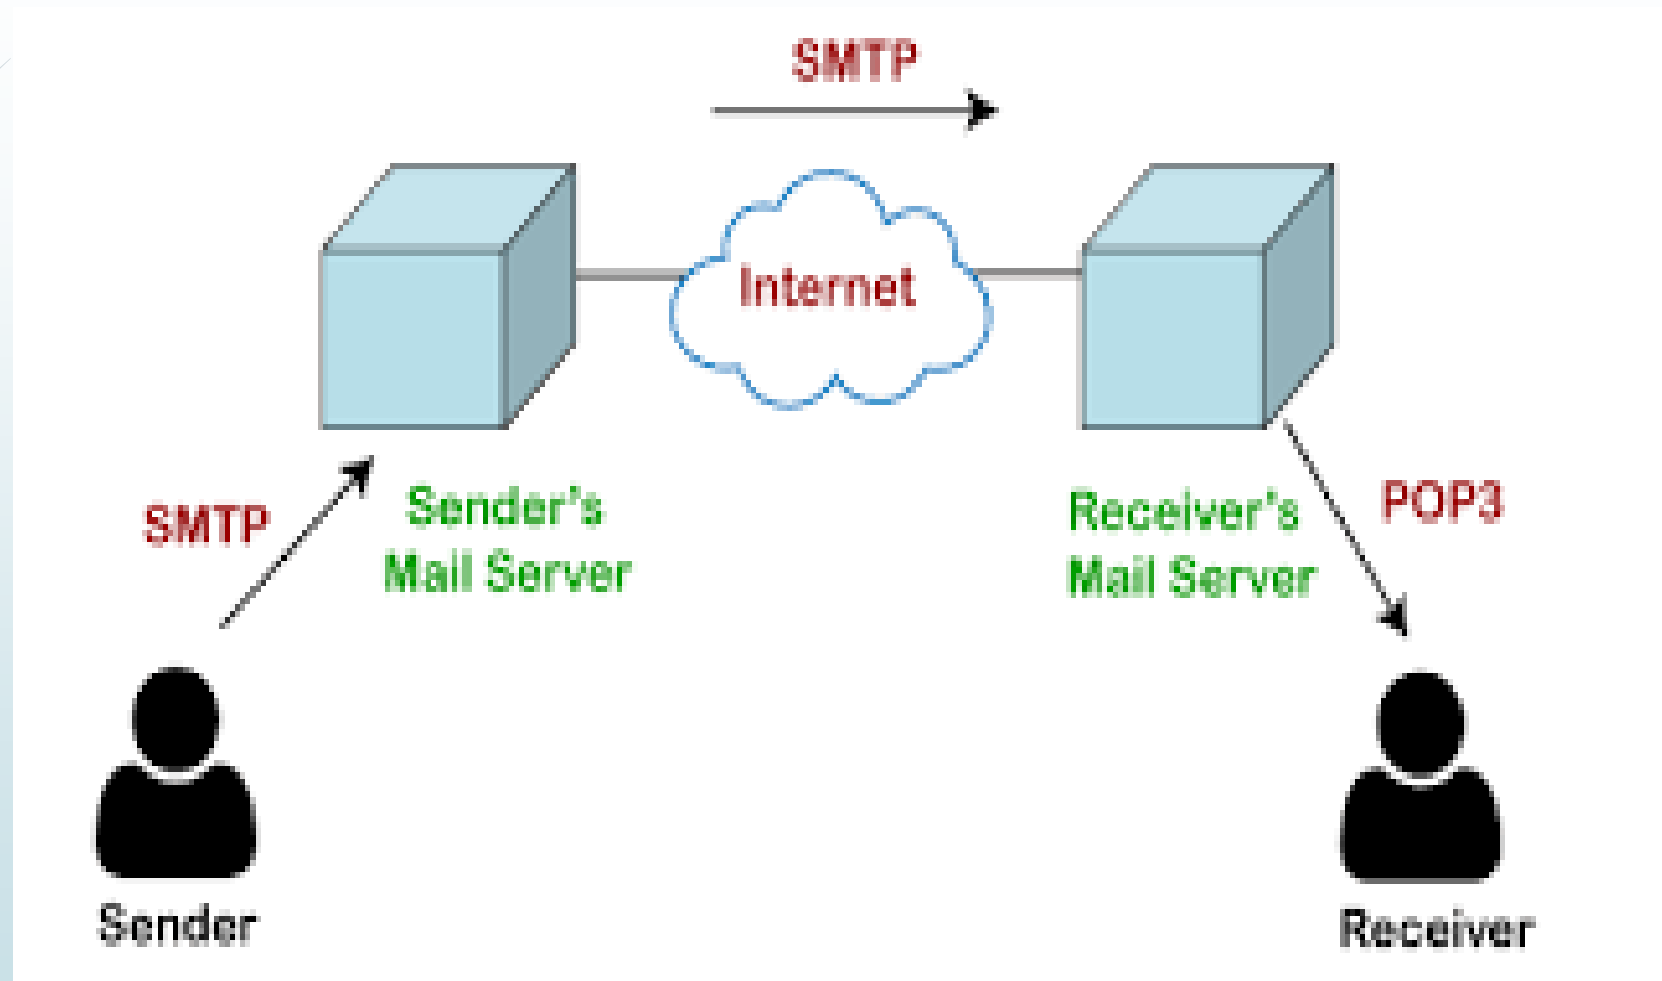 SMTP
Internet
SMTP
Sender's
Mail Server
Receiver's
Mail Server
POP3
Sender
Receiver